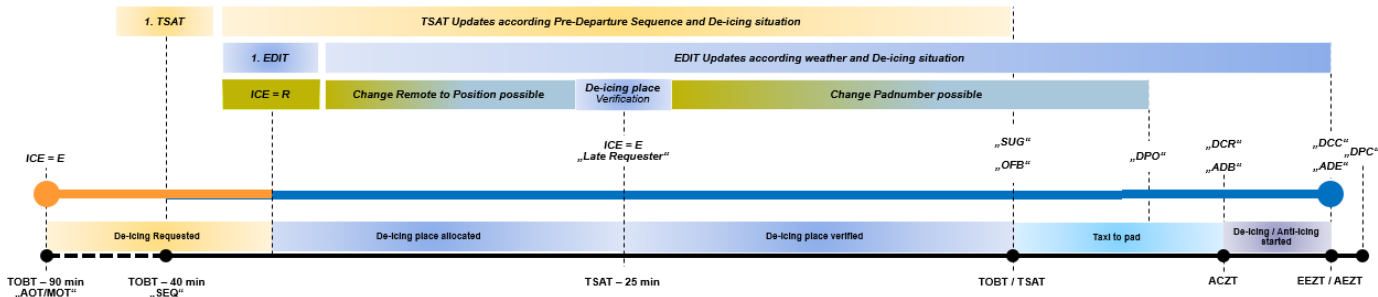 1. TSAT
TSAT Updates according Pre-Departure Sequence and De-icing situation
1. EDIT
EDIT Updates according weather and De-icing situation
ICE = R
Change Remote to Position possible
De-icing place
Verification
Change Padnumber possible
ICE = E
ICE = E
„Late Requester“
„SUG“
„OFB“
„DPO“
„DCR“
„ADB“
„DCC“
„ADE“
„DPC“
De-icing Requested
De-icing place allocated
De-icing place verified
Taxi to pad
De-icing / Anti-icing
started
TOBT – 90 min
„AOT/MOT“
TOBT – 40 min
„SEQ“
TSAT – 25 min
TOBT / TSAT
ACZT
EEZT / AEZT